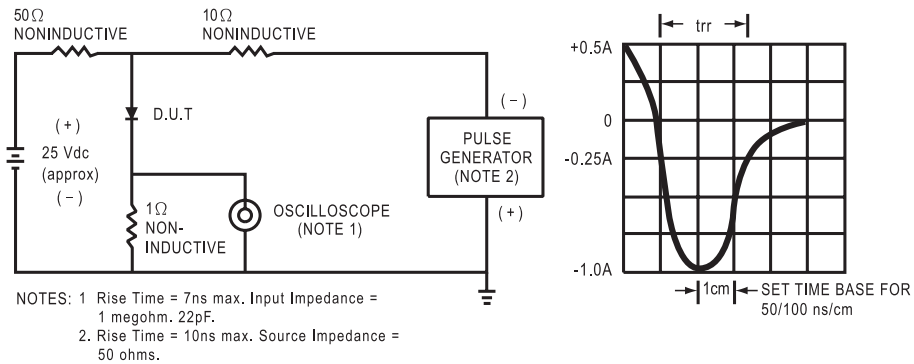 50Ω
NONINDUCTIVE
10Ω
NONINDUCTIVE
D.U.T
(+)
25 Vdc
(approx)
(−)
1Ω
NON-
INDUCTIVE
OSCILLOSCOPE
(NOTE 1)
(−)
PULSE
GENERATOR
(NOTE 2)
(+)
trr
+0.5A
0
-0.25A
-1.0A
1cm
SET TIME BASE FOR
50/100 ns/cm
NOTES: 1 Rise Time = 7ns max. Input Impedance =
1 megohm. 22pF.
2. Rise Time = 10ns max. Source Impedance =
50 ohms.